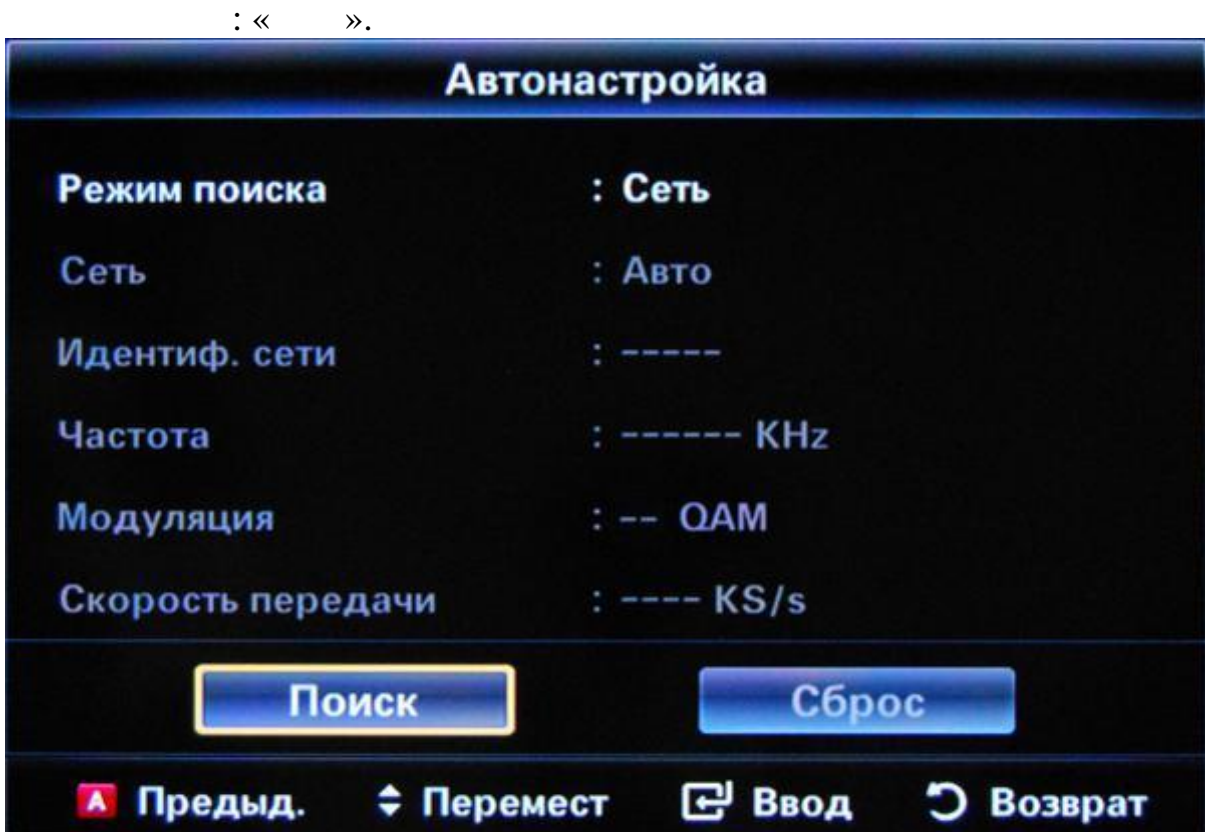 : « ».
Автонастройка
Режим поиска : Сеть
Сеть : Авто
Идентиф. сети : -----
Частота : ------ KHz
Модуляция : -- QAM
Скорость передачи : ---- KS/s
Поиск Сброс
A Предыд. Перемест Ввод Возврат